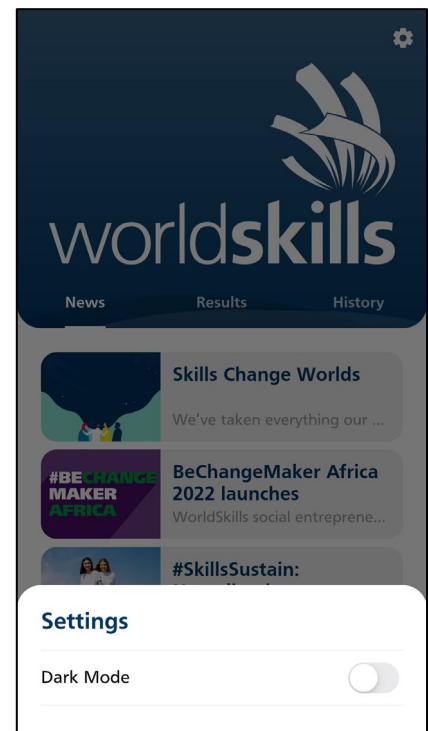 worldskills
News Results History
Skills Change Worlds
We've taken everything our ...
#BECHANGE
MAKER
AFRICA
BeChangeMaker Africa
2022 launches
WorldSkills social entreprene...
#SkillsSustain:
Settings
Dark Mode